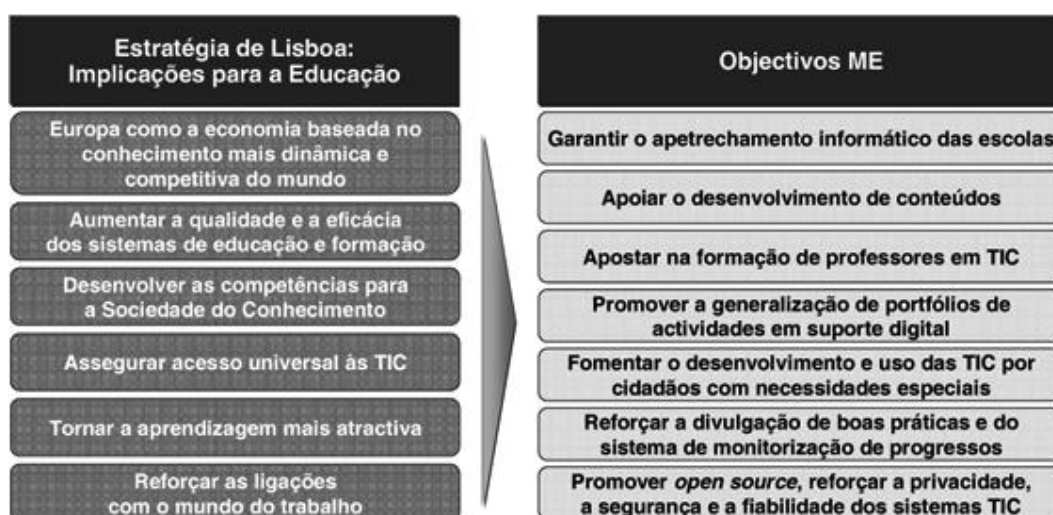 Estratégia de Lisboa:
Implicações para a Educação
Europa como a economia baseada no
conhecimento mais dinâmica e
competitiva do mundo
Aumentar a qualidade e a eficácia
dos sistemas de educação e formação
Desenvolver as competências para
a Sociedade do Conhecimento
Assegurar acesso universal às TIC
Tornar a aprendizagem mais atractiva
Reforçar as ligações
com o mundo do trabalho
Objectivos ME
Garantir o apetrechamento informático das escolas
Apoiar o desenvolvimento de conteúdos
Apostar na formação de professores em TIC
Promover a generalização de portfólios de
actividades em suporte digital
Fomentar o desenvolvimento e uso das TIC por
cidadãos com necessidades especiais
Reforçar a divulgação de boas práticas e do
sistema de monitorização de progressos
Promover open source, reforçar a privacidade,
a segurança e a fiabilidade dos sistemas TIC